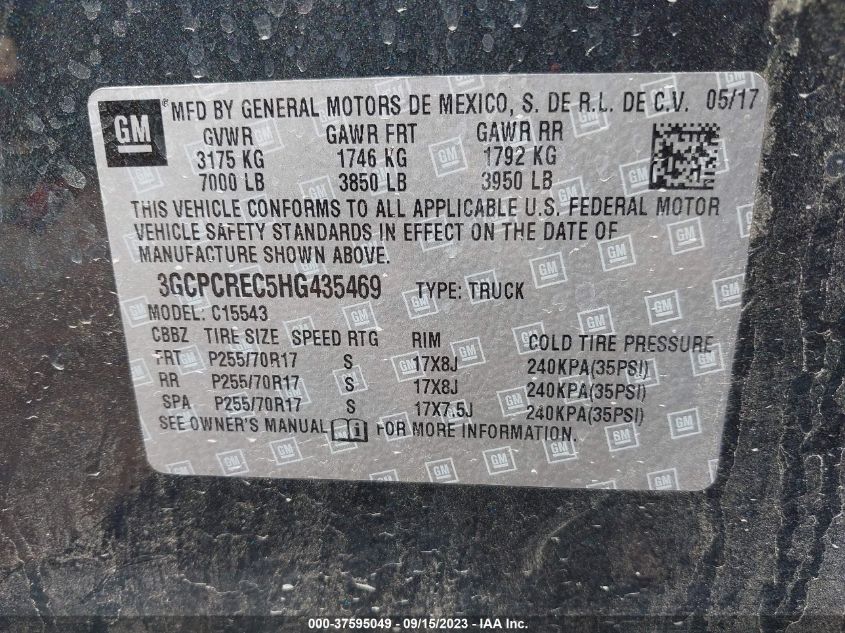 GM ® MFD BY GENERAL MOTORS DE MEXICO, S. DE R.L. DE C.V. 05/17
GVWR GAWR FRT GAWR RR
3175 KG 1746 KG 1792 KG
7000 LB 3850 LB 3950 LB
THIS VEHICLE CONFORMS TO ALL APPLICABLE U.S. FEDERAL MOTOR
VEHICLE SAFETY STANDARDS IN EFFECT ON THE DATE OF
MANUFACTURE SHOWN ABOVE.
3GCPCREC5HG435469 TYPE: TRUCK
MODEL: C15543
CBBZ TIRE SIZE SPEED RTG RIM COLD TIRE PRESSURE
FRT P255/70R17 S 17X8J 240KPA(35PSI)
RR P255/70R17 S 17X8J 240KPA(35PSI)
SPA P255/70R17 S 17X7.5J 240KPA(35PSI)
SEE OWNER'S MANUAL i FOR MORE INFORMATION.
000-37595049 - 09/15/2023 - IAA Inc.